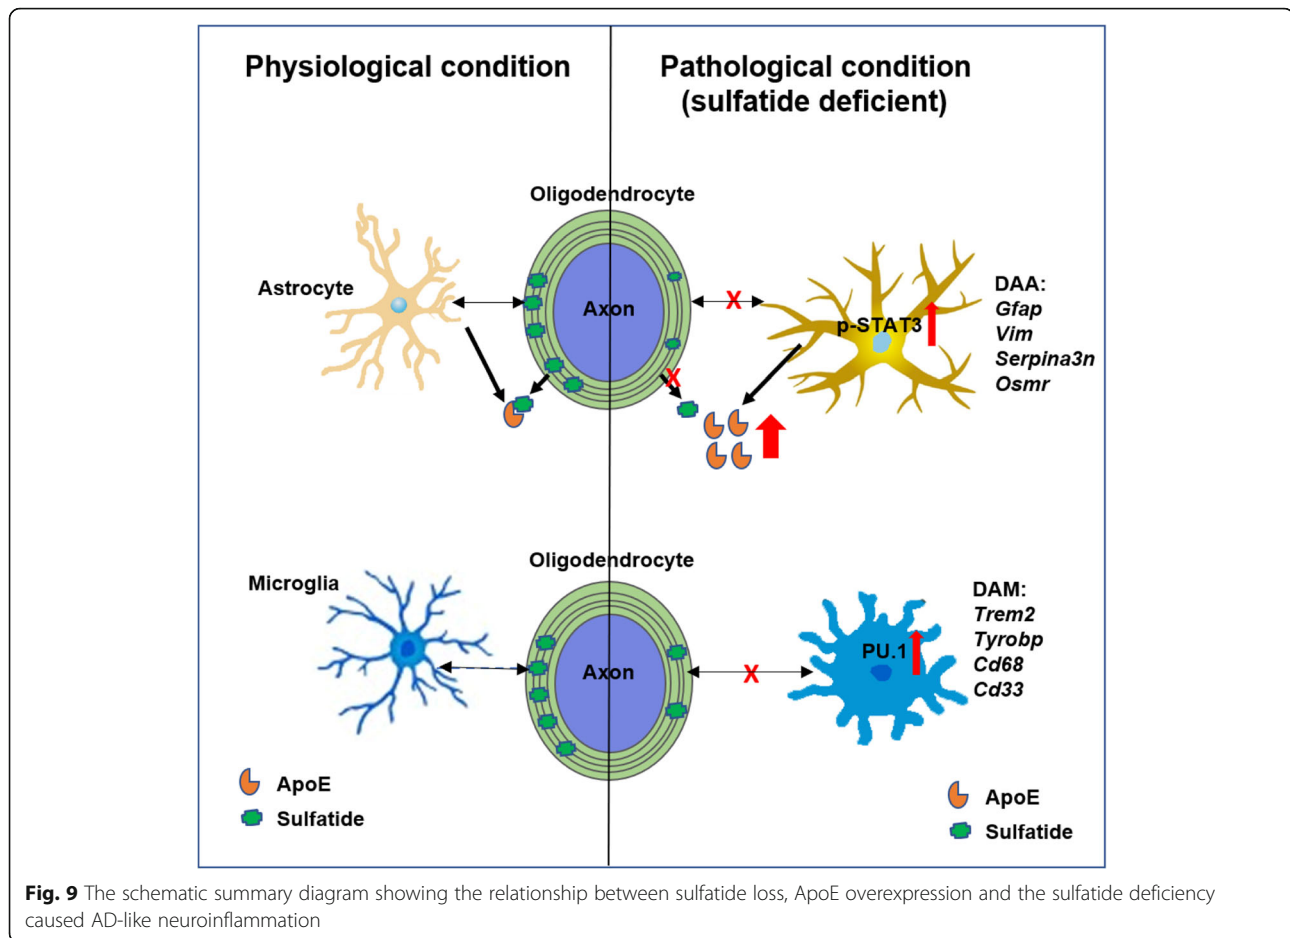 Physiological condition
Pathological condition
(sulfatide deficient)
Oligodendrocyte
Astrocyte
Axon
X
X
p-STAT3
DAA:
Gfap
Vim
Serpina3n
Osmr
Oligodendrocyte
Microglia
Axon
X
PU.1
DAM:
Trem2
Tyrobp
Cd68
Cd33
ApoE
Sulfatide
ApoE
Sulfatide
Fig. 9 The schematic summary diagram showing the relationship between sulfatide loss, ApoE overexpression and the sulfatide deficiency
caused AD-like neuroinflammation